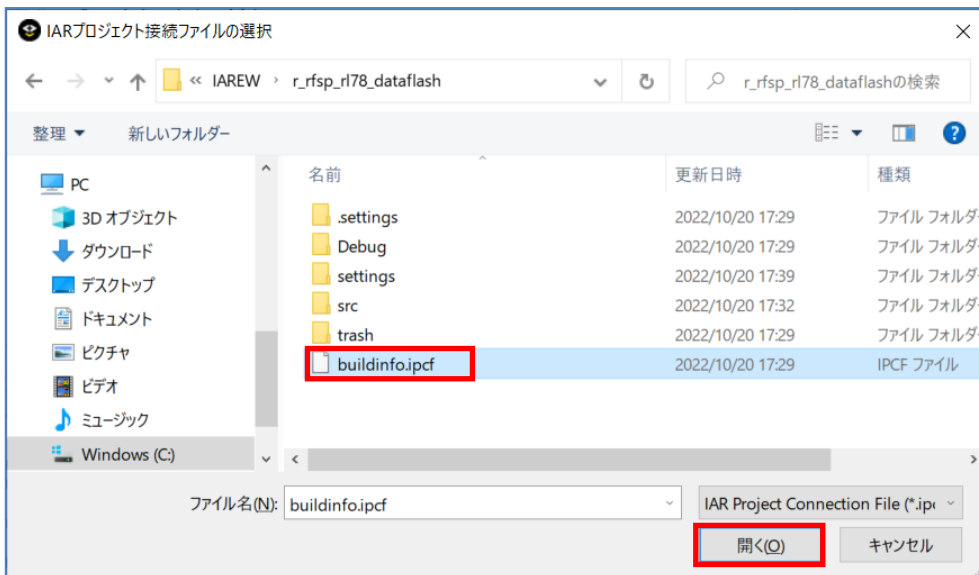 IARプロジェクト接続ファイルの選択
« IAREW › r_rfsp_rl78_dataflash
r_rfsp_rl78_dataflashの検索
整理 新しいフォルダー
名前 更新日時 種類
PC
3D オブジェクト
ダウンロード
デスクトップ
ドキュメント
ピクチャ
ビデオ
ミュージック
Windows (C:)
.settings 2022/10/20 17:29 ファイル フォルダー
Debug 2022/10/20 17:29 ファイル フォルダー
settings 2022/10/20 17:39 ファイル フォルダー
src 2022/10/20 17:32 ファイル フォルダー
trash 2022/10/20 17:29 ファイル フォルダー
buildinfo.ipcf 2022/10/20 17:29 IPCF ファイル
ファイル名(N): buildinfo.ipcf
IAR Project Connection File (*.ipc
開く(O) キャンセル